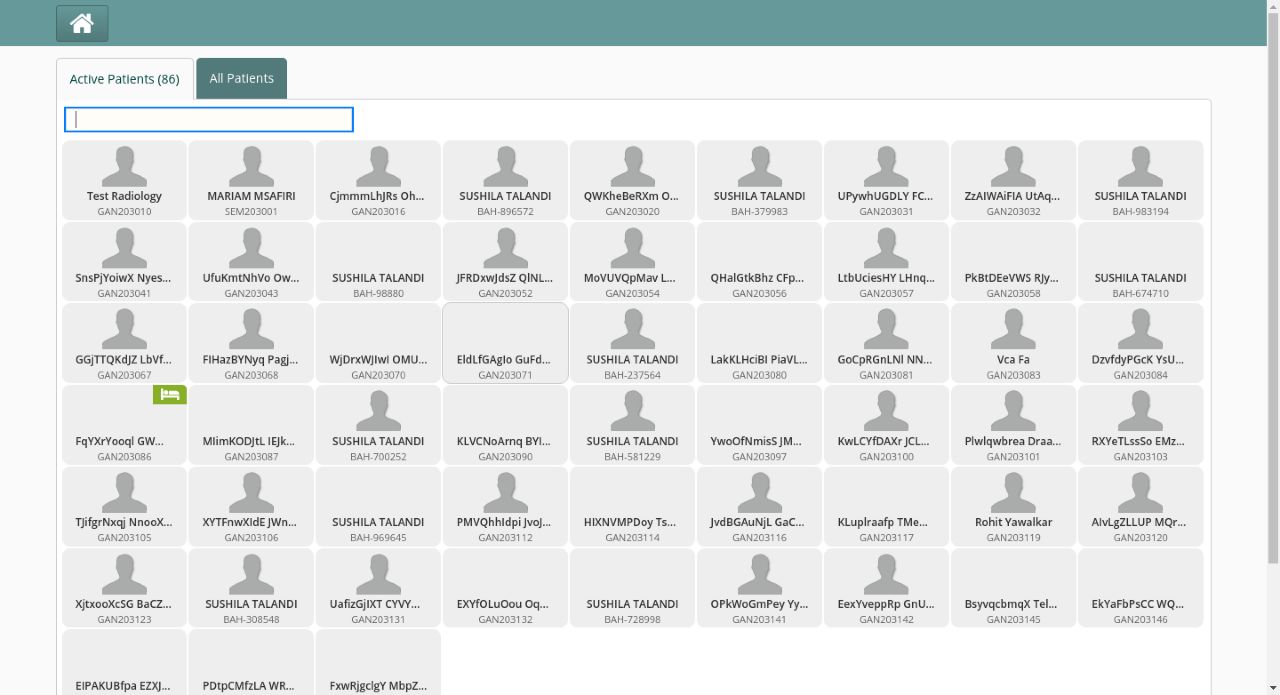 Active Patients (86)
All Patients
Test Radiology
GAN203010
MARIAM MSAFIRI
SEM203001
CjmmmLhJRs Oh...
GAN203016
SUSHILA TALANDI
BAH-896572
QWKheBeRXm O...
GAN203020
SUSHILA TALANDI
BAH-379983
UPywhUGDLY FC...
GAN203031
ZzAIWAiFIA UtAq...
GAN203032
SUSHILA TALANDI
BAH-983194
SnsPjYoiwX Nyes...
GAN203041
UfuKmtNhVo Ow...
GAN203043
SUSHILA TALANDI
BAH-98880
JFRDxwJdsZ QlNL...
GAN203052
MoVUVQpMav L...
GAN203054
QHalGtkBhz CFp...
GAN203056
LtbUciesHY LHnq...
GAN203057
PkBtDEeVWS RJy...
GAN203058
SUSHILA TALANDI
BAH-674710
GGjTTQKdJZ LbVf...
GAN203067
FIHazBYNyq Pagj...
GAN203068
WjDrxWJIwI OMU...
GAN203070
EldLfGAgIo GuFd...
GAN203071
SUSHILA TALANDI
BAH-237564
LakKLHciBI PiaVL...
GAN203080
GoCpRGnLNl NN...
GAN203081
Vca Fa
GAN203083
DzvfdyPGcK YsU...
GAN203084
FqYXrYooql GW...
GAN203086
MIimKODJtL IEJk...
GAN203087
SUSHILA TALANDI
BAH-700252
KLVCNoArnq BYI...
GAN203090
SUSHILA TALANDI
BAH-581229
YwoOfNmisS JM...
GAN203097
KwLCYfDAXr JCL...
GAN203100
Plwlqwbrea Draa...
GAN203101
RXYeTLssSo EMz...
GAN203103
TJifgrNxqj NnooX...
GAN203105
XYTFnwXIdE JWn...
GAN203106
SUSHILA TALANDI
BAH-969645
PMVQhhIdpi JvoJ...
GAN203112
HIXNVMPDoy Ts...
GAN203114
JvdBGAuNjL GaC...
GAN203116
KLuplraafp TMe...
GAN203117
Rohit Yawalkar
GAN203119
AIvLgZLLUP MQr...
GAN203120
XjtxooXcSG BaCZ...
GAN203123
SUSHILA TALANDI
BAH-308548
UafizGjIXT CYVY...
GAN203131
EXYfOLuOou Oq...
GAN203132
SUSHILA TALANDI
BAH-728998
OPkWoGmPey Yy...
GAN203141
EexYveppRp GnU...
GAN203142
BsyvqcbmqX Tel...
GAN203145
EkYaFbPsCC WQ...
GAN203146
EIPAKUBfpa EZXJ...
PDtpCMfzLA WR...
FxwRjgclgY MbpZ...